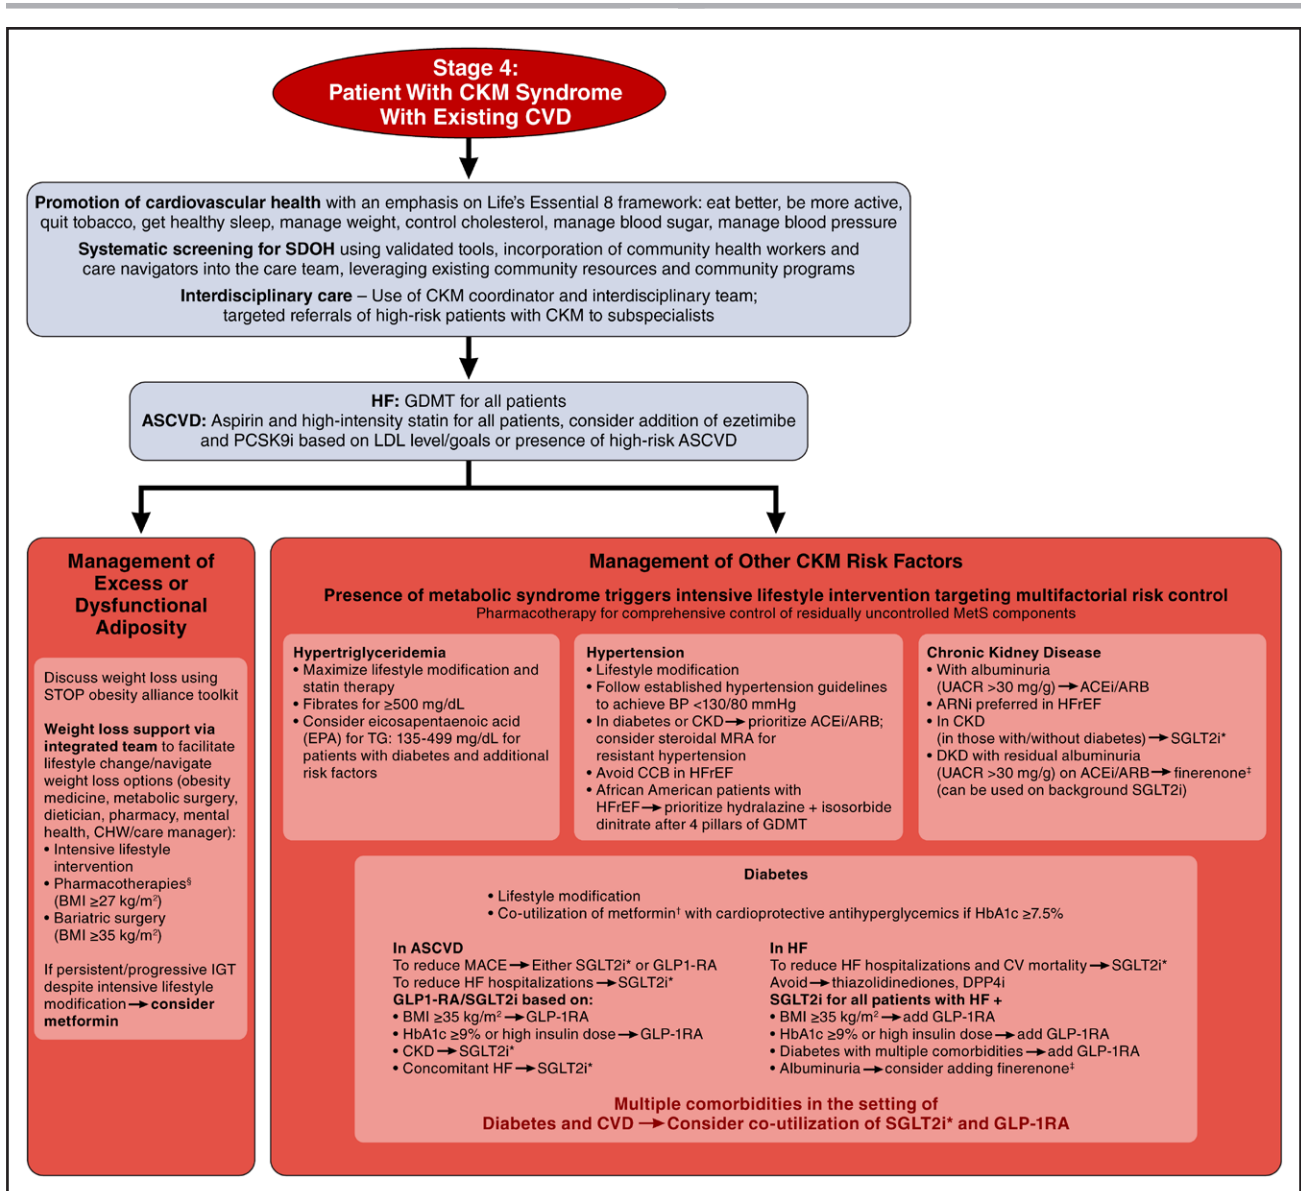 Stage 4:
Patient With CKM Syndrome
With Existing CVD
Promotion of cardiovascular health with an emphasis on Life's Essential 8 framework: eat better, be more active,
quit tobacco, get healthy sleep, manage weight, control cholesterol, manage blood sugar, manage blood pressure
Systematic screening for SDOH using validated tools, incorporation of community health workers and
care navigators into the care team, leveraging existing community resources and community programs
Interdisciplinary care – Use of CKM coordinator and interdisciplinary team;
targeted referrals of high-risk patients with CKM to subspecialists
HF: GDMT for all patients
ASCVD: Aspirin and high-intensity statin for all patients, consider addition of ezetimibe
and PCSK9i based on LDL level/goals or presence of high-risk ASCVD
Management of
Excess or
Dysfunctional
Adiposity
Discuss weight loss using
STOP obesity alliance toolkit
Weight loss support via
integrated team to facilitate
lifestyle change/navigate
weight loss options (obesity
medicine, metabolic surgery,
dietician, pharmacy, mental
health, CHW/care manager):
• Intensive lifestyle
intervention
• Pharmacotherapies§
(BMI ≥27 kg/m²)
• Bariatric surgery
(BMI ≥35 kg/m²)
If persistent/progressive IGT
despite intensive lifestyle
modification → consider
metformin
Management of Other CKM Risk Factors
Presence of metabolic syndrome triggers intensive lifestyle intervention targeting multifactorial risk control
Pharmacotherapy for comprehensive control of residually uncontrolled MetS components
Hypertriglyceridemia
• Maximize lifestyle modification and
statin therapy
• Fibrates for ≥500 mg/dL
• Consider eicosapentaenoic acid
(EPA) for TG: 135-499 mg/dL for
patients with diabetes and additional
risk factors
Hypertension
• Lifestyle modification
• Follow established hypertension guidelines
to achieve BP <130/80 mmHg
• In diabetes or CKD → prioritize ACEi/ARB;
consider steroidal MRA for
resistant hypertension
• Avoid CCB in HFrEF
• African American patients with
HFrEF → prioritize hydralazine + isosorbide
dinitrate after 4 pillars of GDMT
Chronic Kidney Disease
• With albuminuria
(UACR >30 mg/g) → ACEi/ARB
• ARNi preferred in HFrEF
• In CKD
(in those with/without diabetes) → SGLT2i*
• DKD with residual albuminuria
(UACR >30 mg/g) on ACEi/ARB → finerenone‡
(can be used on background SGLT2i)
Diabetes
• Lifestyle modification
• Co-utilization of metformin† with cardioprotective antihyperglycemics if HbA1c ≥7.5%
In ASCVD
To reduce MACE → Either SGLT2i* or GLP1-RA
To reduce HF hospitalizations → SGLT2i*
GLP1-RA/SGLT2i based on:
• BMI ≥35 kg/m² → GLP-1RA
• HbA1c ≥9% or high insulin dose → GLP-1RA
• CKD → SGLT2i*
• Concomitant HF → SGLT2i*
In HF
To reduce HF hospitalizations and CV mortality → SGLT2i*
Avoid → thiazolidinediones, DPP4i
SGLT2i for all patients with HF +
• BMI ≥35 kg/m² → add GLP-1RA
• HbA1c ≥9% or high insulin dose → add GLP-1RA
• Diabetes with multiple comorbidities → add GLP-1RA
• Albuminuria → consider adding finerenone‡
Multiple comorbidities in the setting of
Diabetes and CVD → Consider co-utilization of SGLT2i* and GLP-1RA